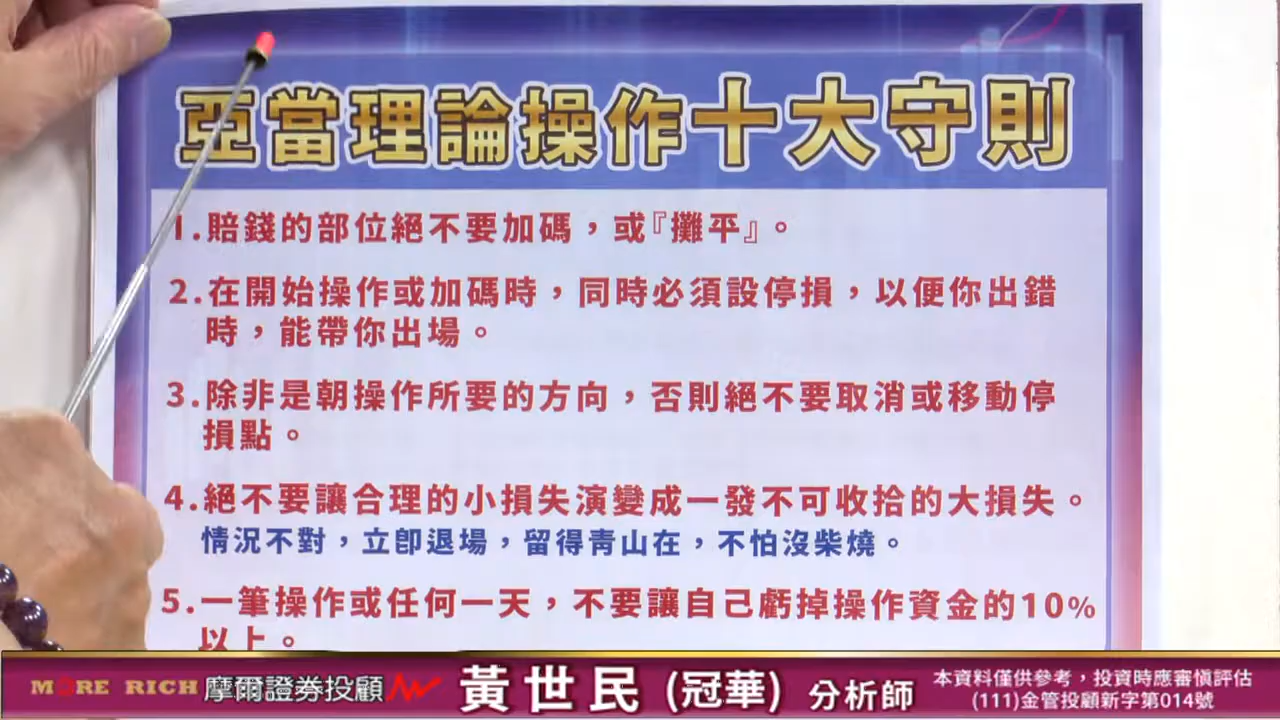 亞當理論操作十大守則
1.賠錢的部位絕不要加碼，或『攤平』。
2.在開始操作或加碼時，同時必須設停損，以便你出錯
時，能帶你出場。
3.除非是朝操作所要的方向，否則絕不要取消或移動停
損點。
4.絕不要讓合理的小損失演變成一發不可收拾的大損失。
情況不對，立即退場，留得青山在，不怕沒柴燒。
5.一筆操作或任何一天，不要讓自己虧掉操作資金的10%
以上。
MORE RICH 摩爾證券投顧 黃世民 (冠華) 分析師
本資料僅供參考，投資時應審慎評估
(111)金管投顧新字第014號